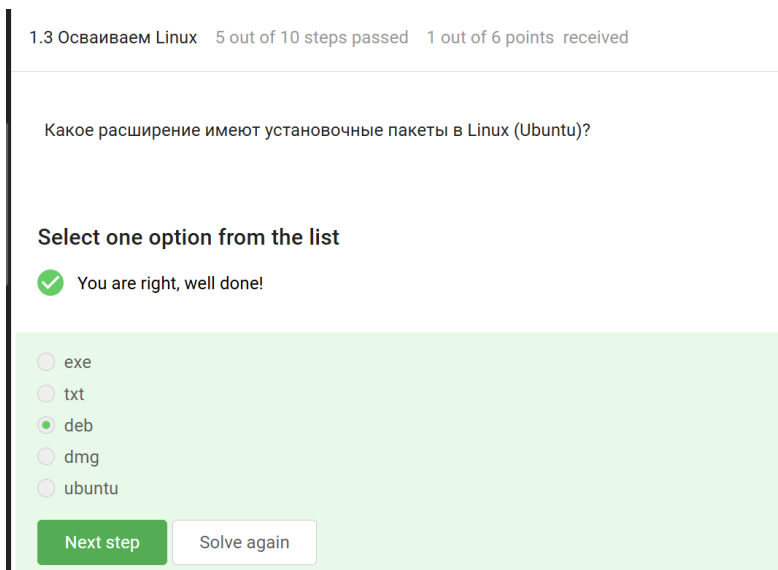 1.3 Осваиваем Linux 5 out of 10 steps passed 1 out of 6 points received
Какое расширение имеют установочные пакеты в Linux (Ubuntu)?
Select one option from the list
You are right, well done!
exe
txt
deb
dmg
ubuntu
Next step Solve again